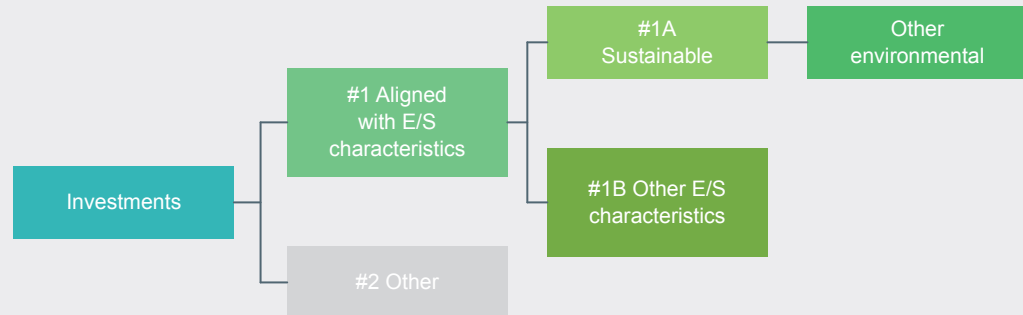 #1A
Sustainable
Other
environmental
#1 Aligned
with E/S
characteristics
#1B Other E/S
characteristics
Investments
#2 Other